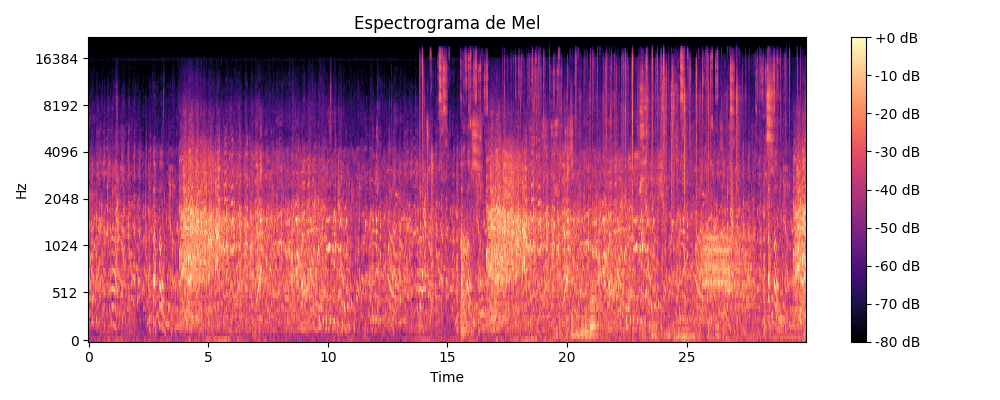 Espectrograma de Mel
Hz
16384
8192
4096
2048
1024
512
0
0 5 10 15 20 25
Time
+0 dB
-10 dB
-20 dB
-30 dB
-40 dB
-50 dB
-60 dB
-70 dB
-80 dB